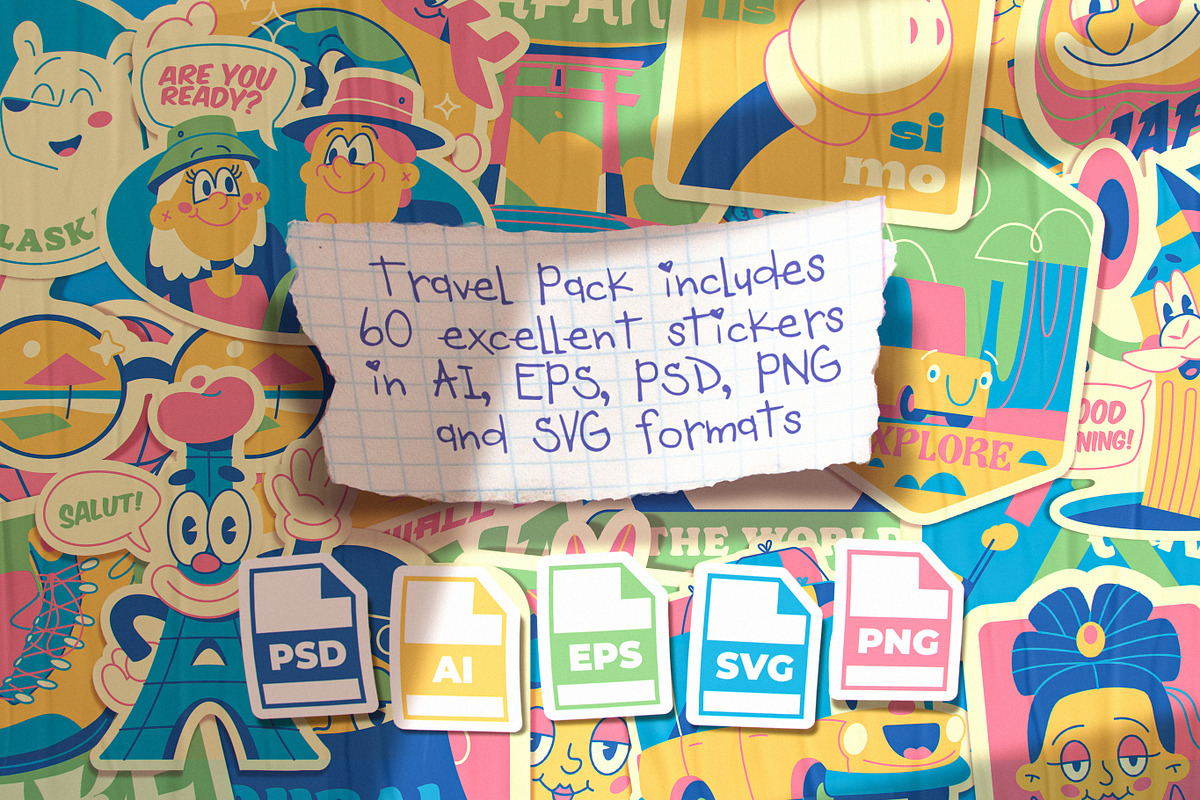 ARE YOU
READY?
si
mo
Travel Pack includes
60 excellent stickers
in AI, EPS, PSD, PNG
and SVG formats
EXPLORE
SALUT!
THE WORLD
PSD
AI
EPS
SVG
PNG